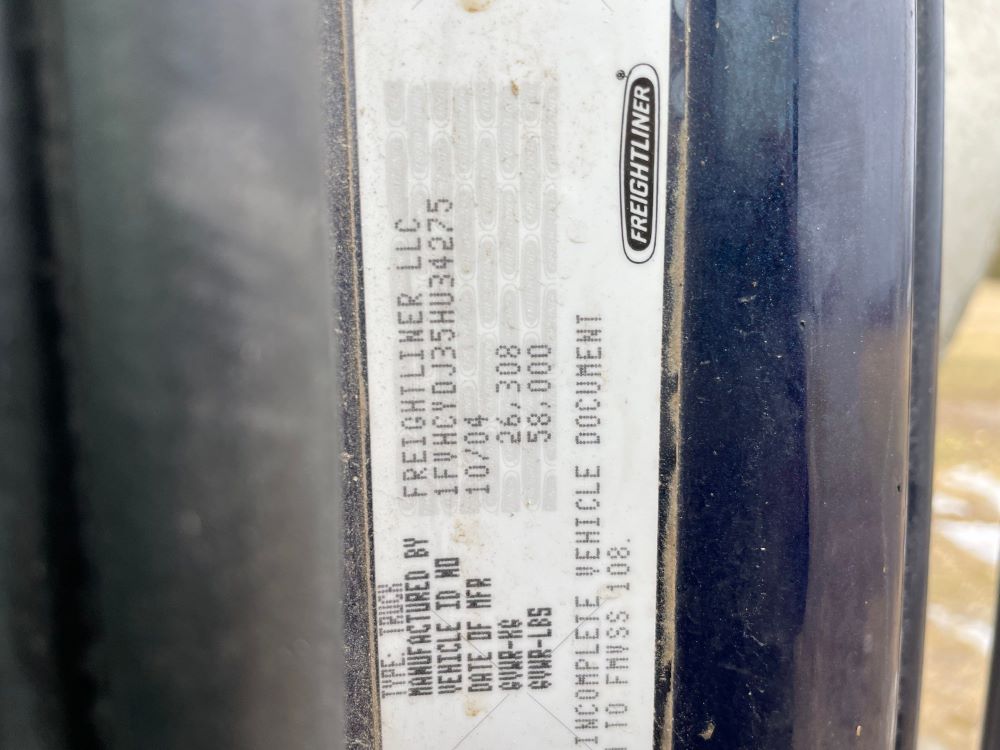 TYPE: TRUCK
MANUFACTURED BY FREIGHTLINER LLC
VEHICLE ID NO 1FVHCYDJ35HU34275
DATE OF MFR 10/04
GVWR-KG 26,308
GVWR-LBS 58,000
INCOMPLETE VEHICLE DOCUMENT
TO FMVSS 108.
FREIGHTLINER®